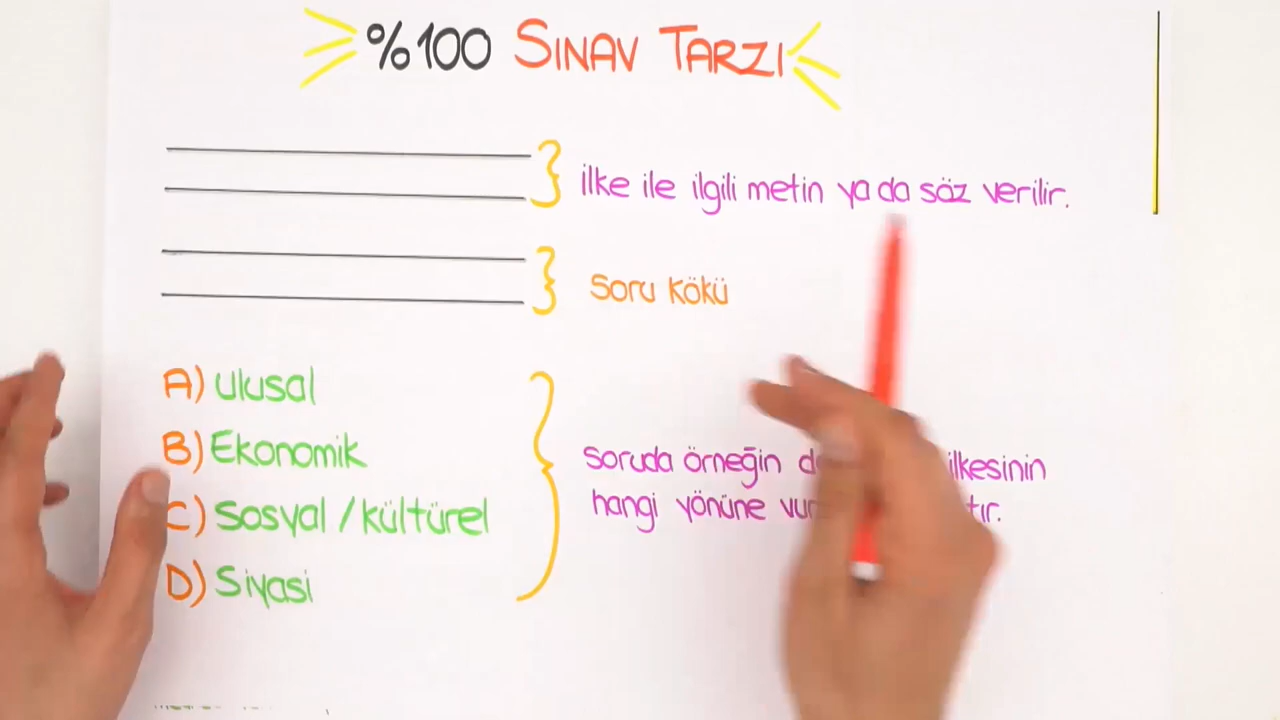 %100 SINAV TARZI
İlke ile ilgili metin ya da söz verilir.
Soru kökü
A) Ulusal
B) Ekonomik
C) Sosyal / kültürel
D) Siyasi
soruda örneğin ilkesinin
hangi yönüne